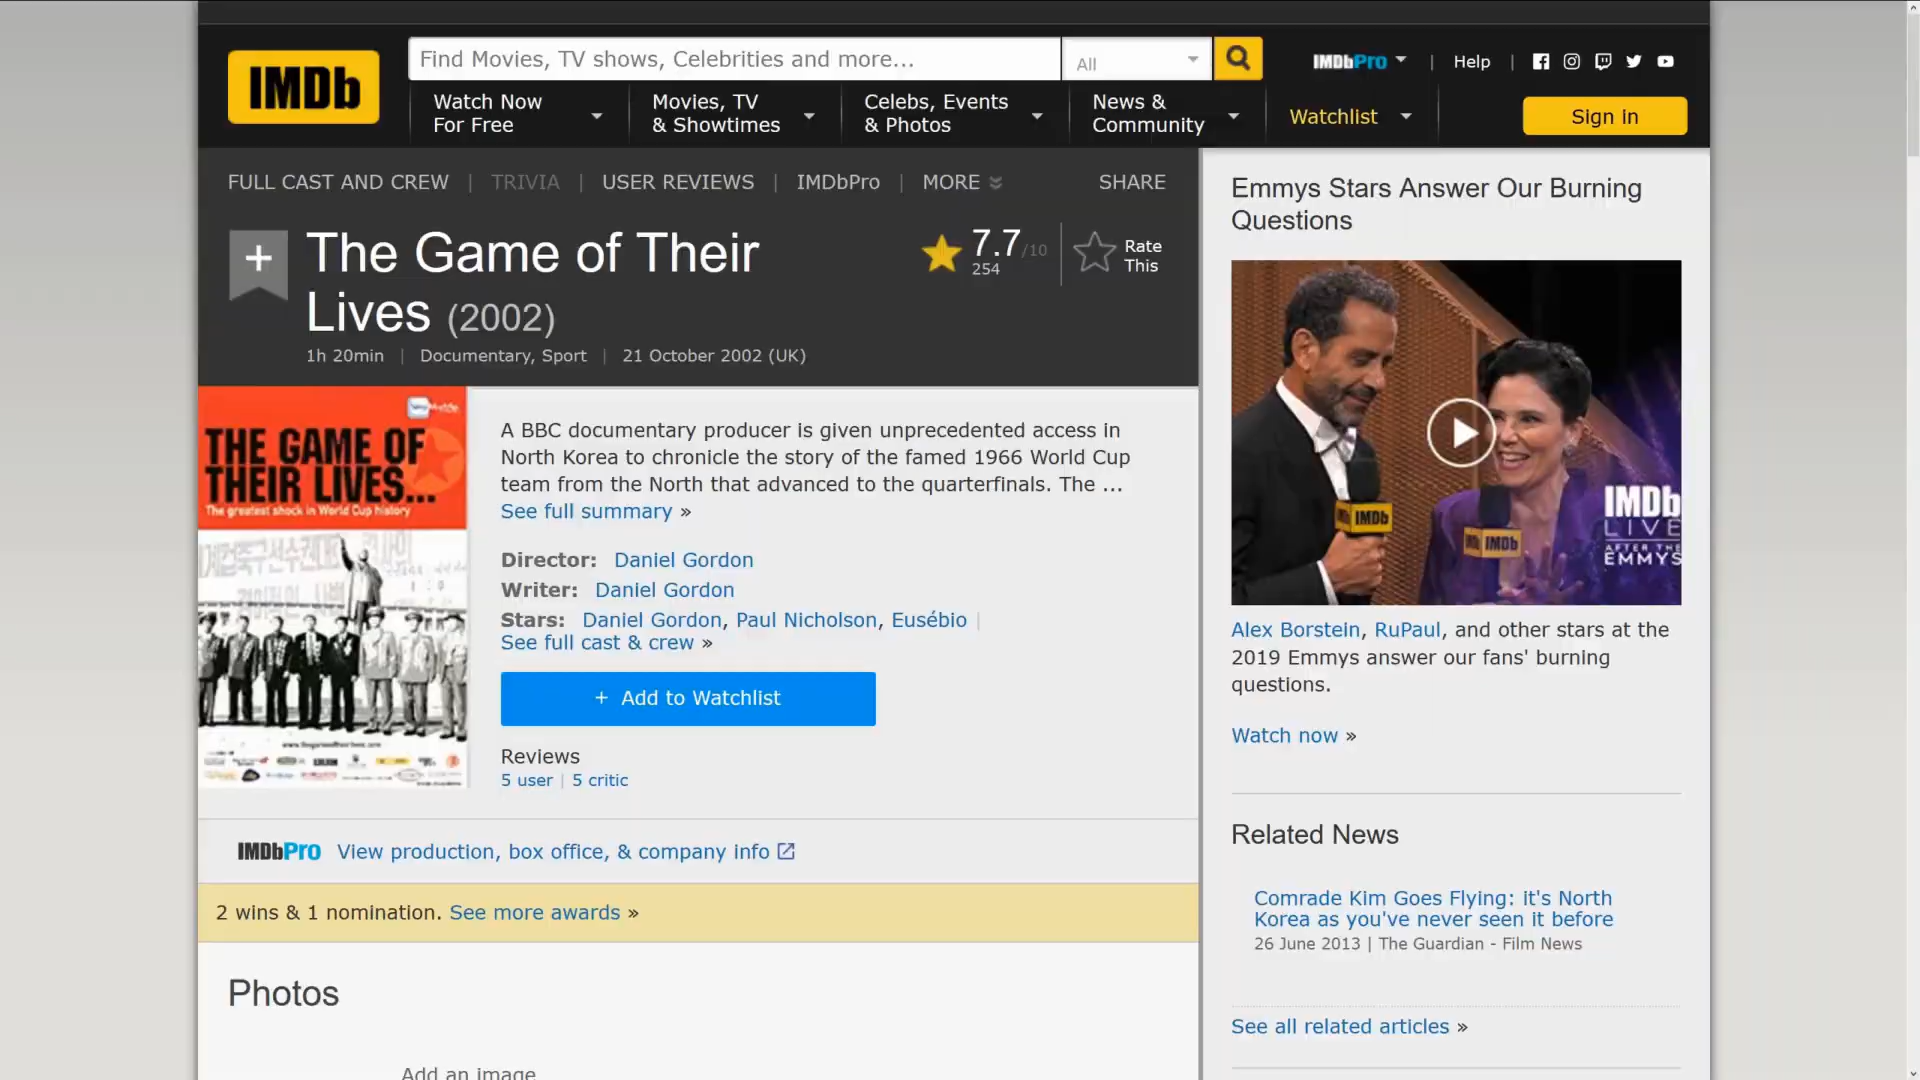 IMDb
Find Movies, TV shows, Celebrities and more...
All
IMDbPro
Help
Watch Now
For Free
Movies, TV
& Showtimes
Celebs, Events
& Photos
News &
Community
Watchlist
Sign in
FULL CAST AND CREW | TRIVIA | USER REVIEWS | IMDbPro | MORE
SHARE
+
The Game of Their
Lives (2002)
7.7/10
254
Rate
This
1h 20min | Documentary, Sport | 21 October 2002 (UK)
THE GAME OF
THEIR LIVES...
The greatest shock in World Cup history
A BBC documentary producer is given unprecedented access in
North Korea to chronicle the story of the famed 1966 World Cup
team from the North that advanced to the quarterfinals. The ...
See full summary »
Director: Daniel Gordon
Writer: Daniel Gordon
Stars: Daniel Gordon, Paul Nicholson, Eusébio |
See full cast & crew »
+ Add to Watchlist
Reviews
5 user | 5 critic
IMDbPro View production, box office, & company info
2 wins & 1 nomination. See more awards »
Photos
Add an image
Emmys Stars Answer Our Burning
Questions
IMDb
IMDb
IMDb
LIVE
AFTER THE
EMMYS
Alex Borstein, RuPaul, and other stars at the
2019 Emmys answer our fans' burning
questions.
Watch now »
Related News
Comrade Kim Goes Flying: it's North
Korea as you've never seen it before
26 June 2013 | The Guardian - Film News
See all related articles »